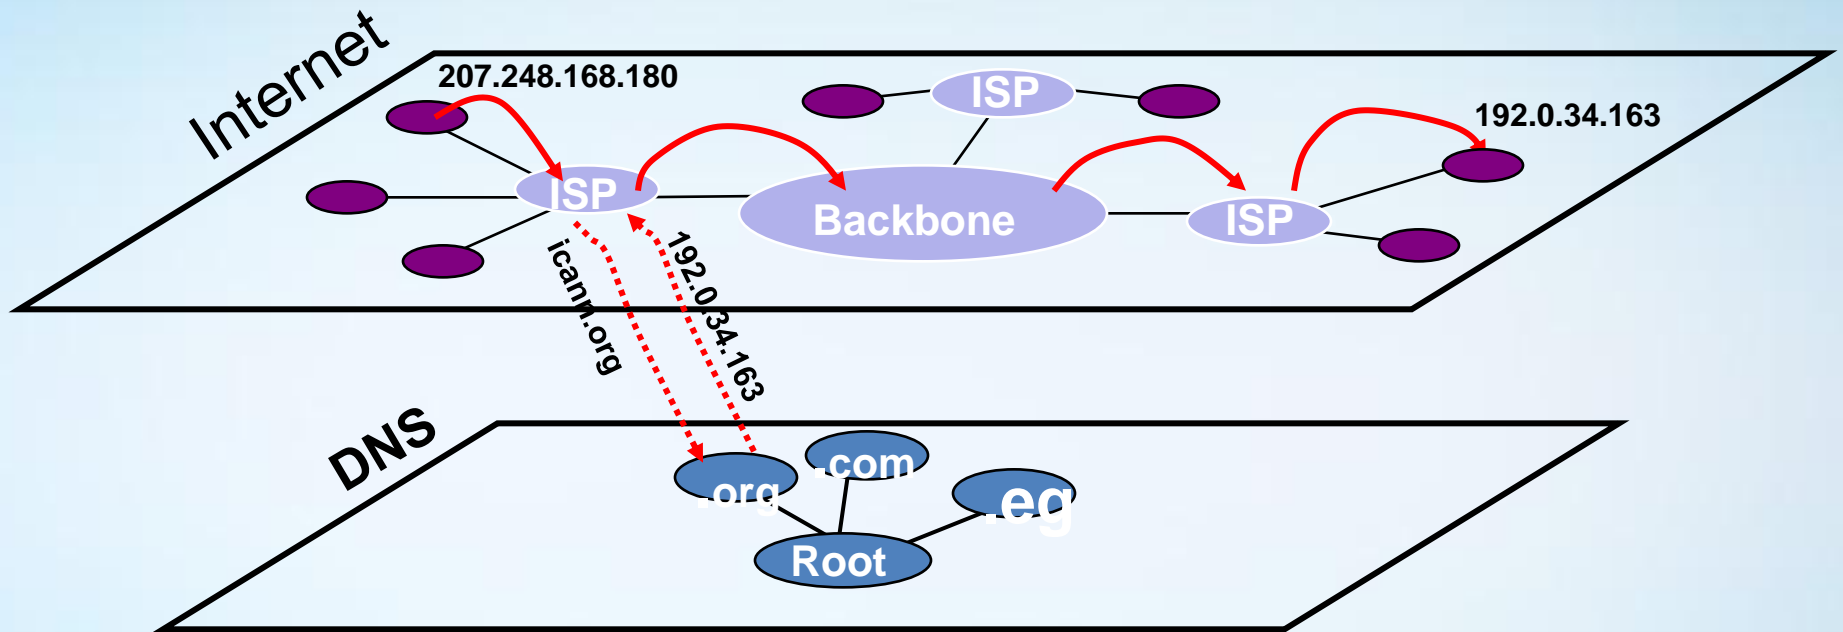 Internet
207.248.168.180
ISP
192.0.34.163
ISP
Backbone
ISP
icann.org
192.0.34.163
DNS
.com
.org
.eg
Root